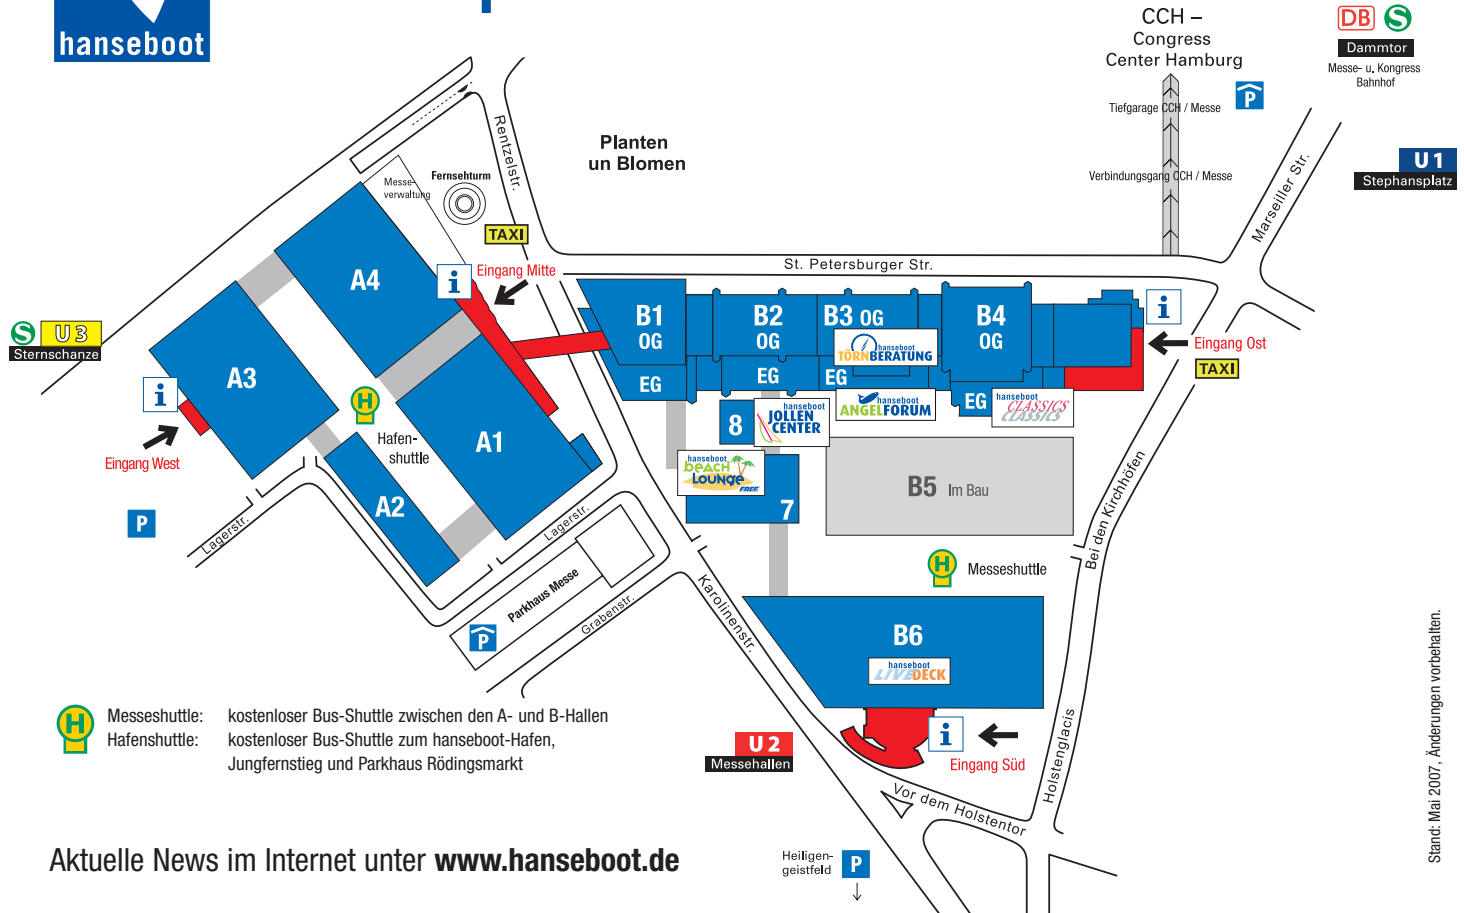 hanseboot
CCH –
Congress
Center Hamburg
DB S
Dammtor
Messe- u. Kongress
Bahnhof
Tiefgarage CCH / Messe
P
Verbindungsgang CCH / Messe
Marseiller Str.
U1
Stephansplatz
Planten
un Blomen
Rentzelstr.
Messe-
verwaltung
Fernsehturm
TAXI
i
Eingang Mitte
St. Petersburger Str.
A4
A3
A1
A2
S U3
Sternschanze
i
Eingang West
H
Hafen-
shuttle
B1
OG
EG
B2
OG
EG
B3 OG
hanseboot
TÖRNBERATUNG
EG
B4
OG
EG
i
Eingang Ost
TAXI
hanseboot
CLASSICS
CLASSICS
hanseboot
ANGELFORUM
8
hanseboot
JOLLEN
CENTER
hanseboot
beach
LOUNGE
FREE
7
B5 Im Bau
Bei den Kirchhöfen
P
Lagerstr.
Lagerstr.
Parkhaus Messe
P
Grabenstr.
Karolinenstr.
H
Messeshuttle
B6
hanseboot
LIVEDECK
i
Eingang Süd
U2
Messehallen
Holstenglacis
Vor dem Holstentor
H
Messeshuttle: kostenloser Bus-Shuttle zwischen den A- und B-Hallen
Hafenshuttle: kostenloser Bus-Shuttle zum hanseboot-Hafen,
Jungfernstieg und Parkhaus Rödingsmarkt
Aktuelle News im Internet unter www.hanseboot.de
Heiligen-
geistfeld
P
Stand: Mai 2007, Änderungen vorbehalten.